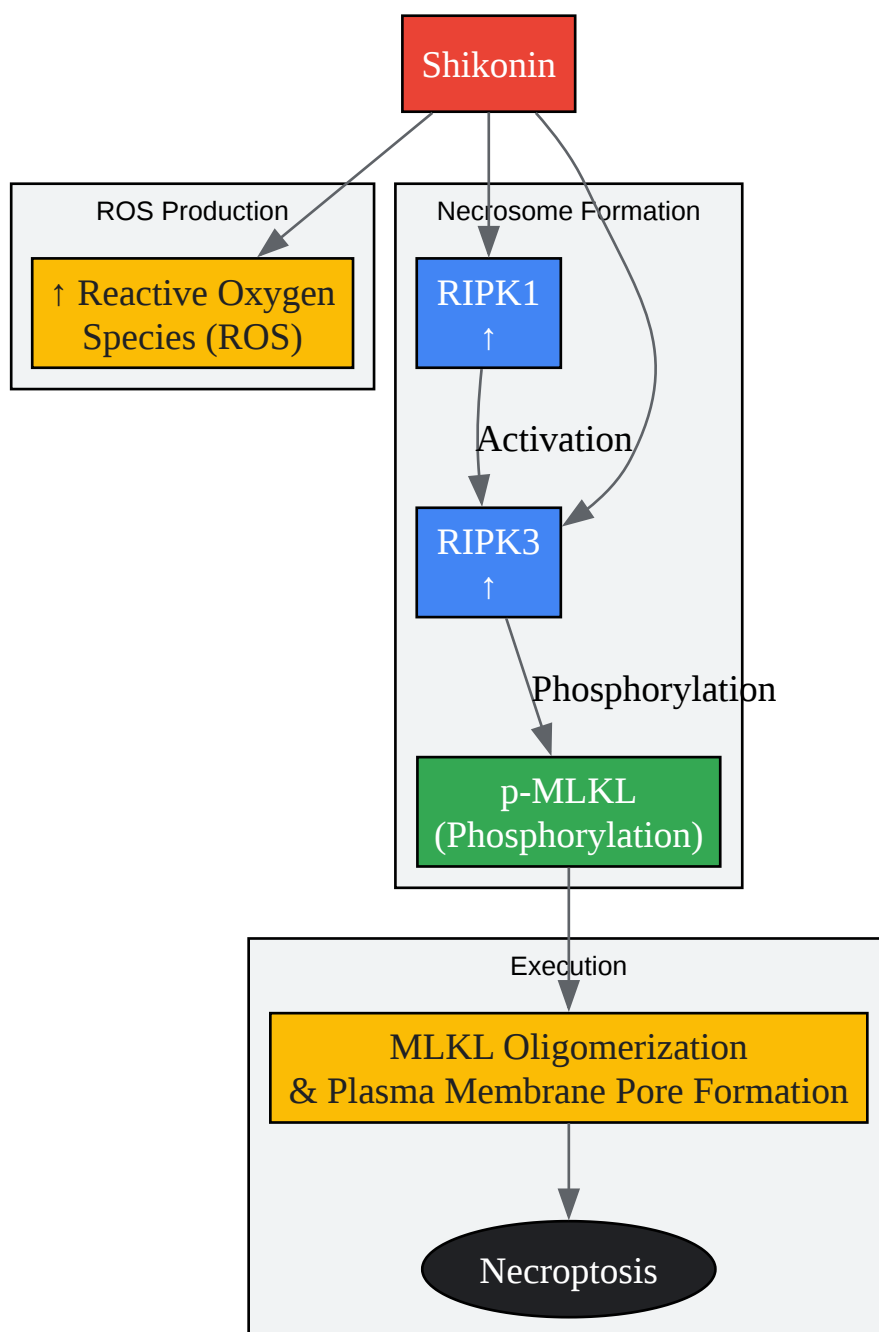 Shikonin
ROS Production
↑ Reactive Oxygen
Species (ROS)
Necrosome Formation
RIPK1
↑
Activation
RIPK3
↑
Phosphorylation
p-MLKL
(Phosphorylation)
Execution
MLKL Oligomerization
& Plasma Membrane Pore Formation
Necroptosis